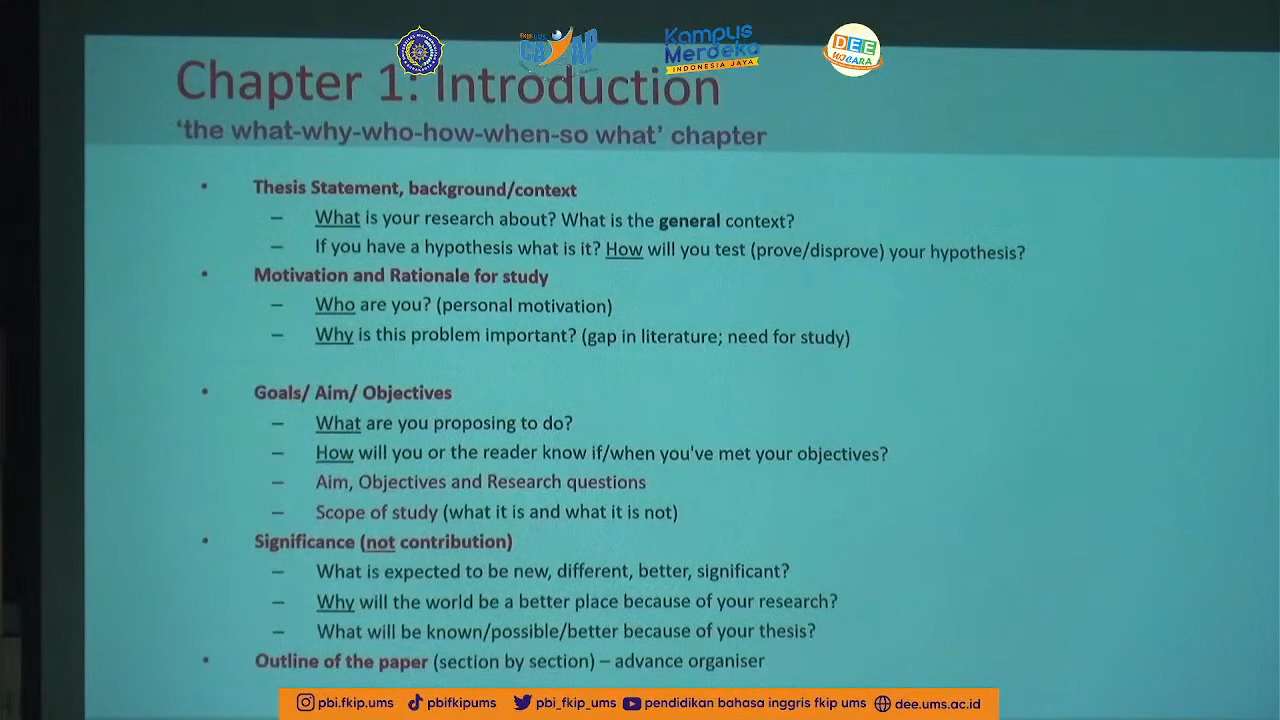 FKIP-UMS
Kampus
Merdeka
INDONESIA JAYA
DEE
WICARA
Chapter 1: Introduction
‘the what-why-who-how-when-so what’ chapter
• Thesis Statement, background/context
– What is your research about? What is the general context?
– If you have a hypothesis what is it? How will you test (prove/disprove) your hypothesis?
• Motivation and Rationale for study
– Who are you? (personal motivation)
– Why is this problem important? (gap in literature; need for study)
• Goals/ Aim/ Objectives
– What are you proposing to do?
– How will you or the reader know if/when you've met your objectives?
– Aim, Objectives and Research questions
– Scope of study (what it is and what it is not)
• Significance (not contribution)
– What is expected to be new, different, better, significant?
– Why will the world be a better place because of your research?
– What will be known/possible/better because of your thesis?
• Outline of the paper (section by section) – advance organiser
pbi.fkip.ums pbifkipums pbi_fkip_ums pendidikan bahasa inggris fkip ums dee.ums.ac.id